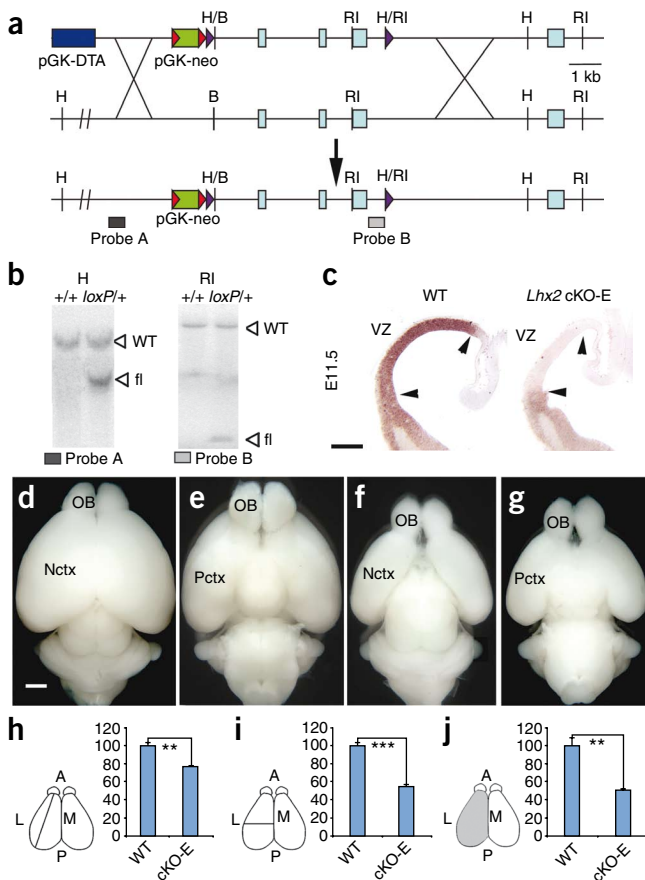 a
H/B RI H/RI H RI
pGK-DTA pGK-neo
1 kb
H B RI H RI
H H/B RI H/RI H RI
pGK-neo
Probe A Probe B
b
H RI
+/+ loxP/+ +/+ loxP/+
WT WT
fl
fl
Probe A Probe B
c
WT Lhx2 cKO-E
VZ VZ
E11.5
d e f g
OB OB OB OB
Nctx Pctx Nctx Pctx
h i j
120 120 120
100 100 100
80 80 80
60 60 60
40 40 40
20 20 20
0 0 0
** *** **
A A A
L M L M L M
P P P
WT cKO-E WT cKO-E WT cKO-E